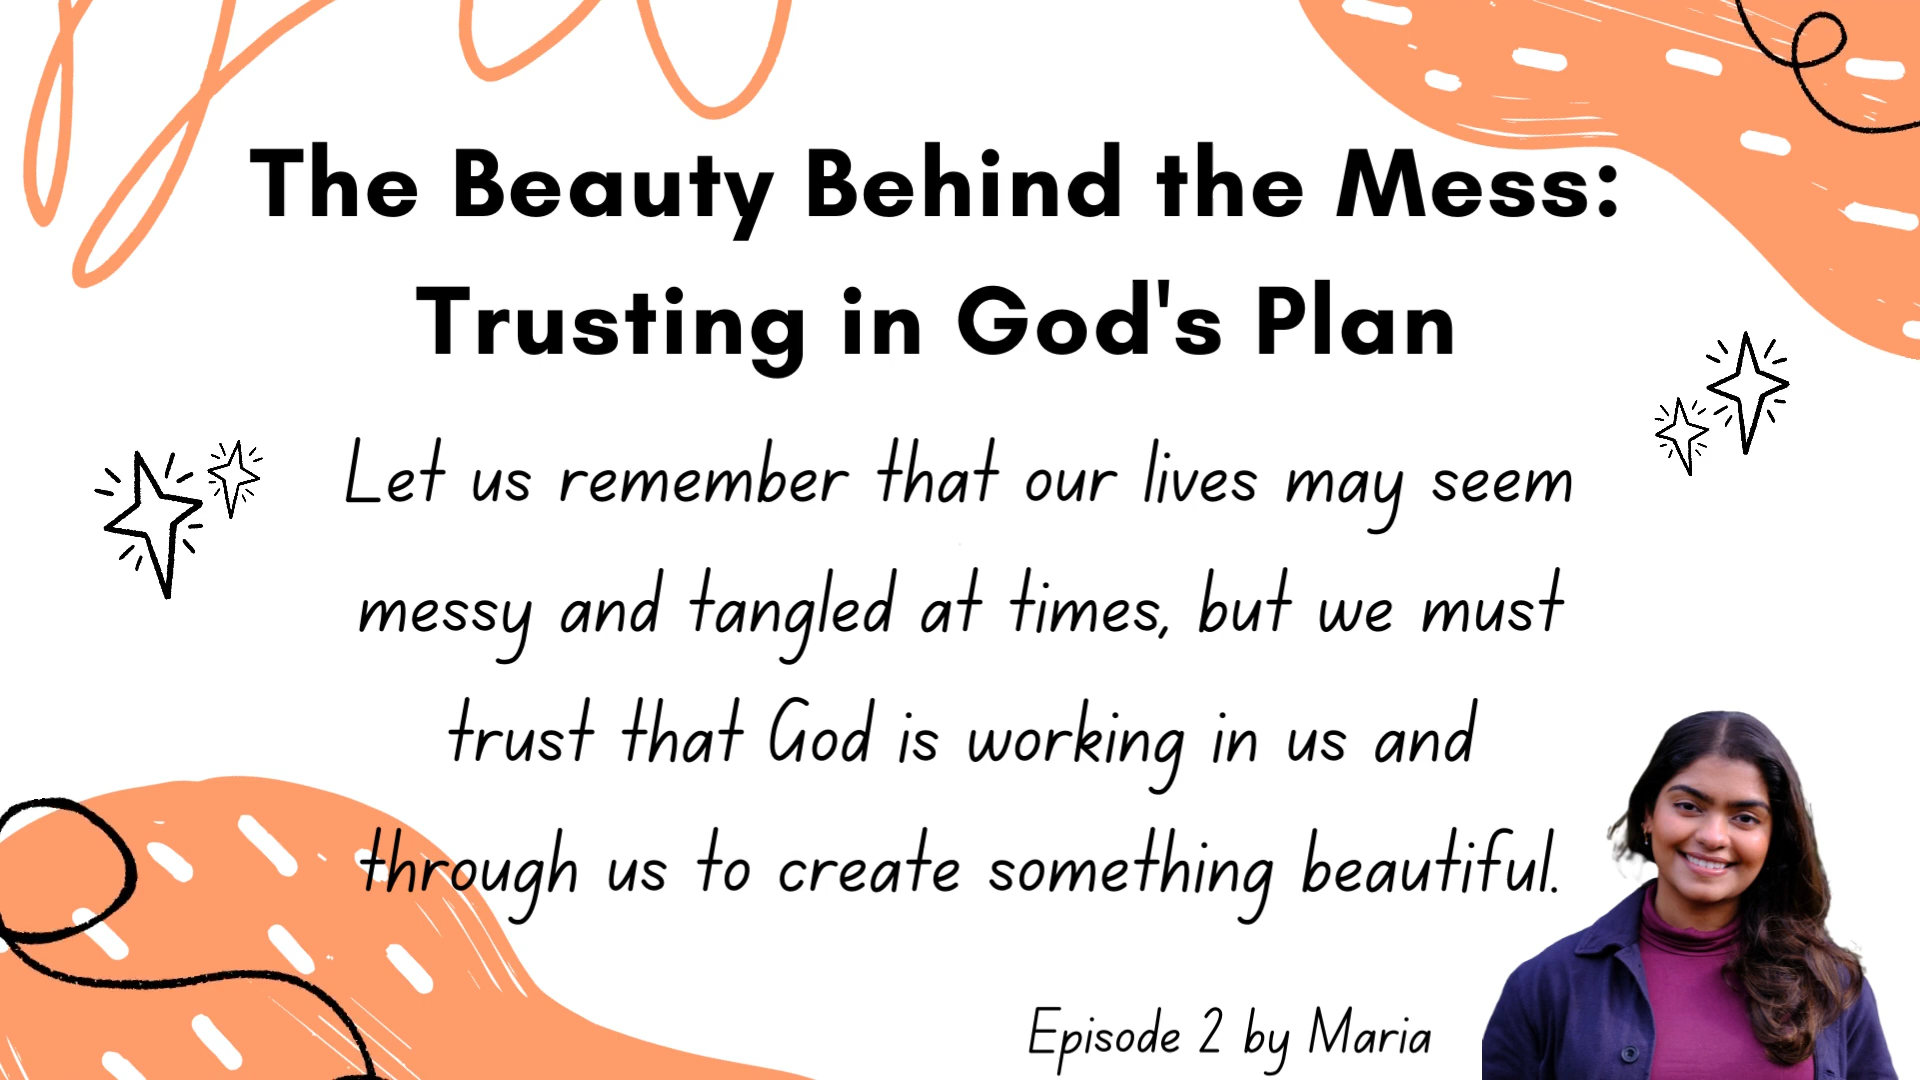 The Beauty Behind the Mess:
Trusting in God's Plan
Let us remember that our lives may seem
messy and tangled at times, but we must
trust that God is working in us and
through us to create something beautiful.
Episode 2 by Maria